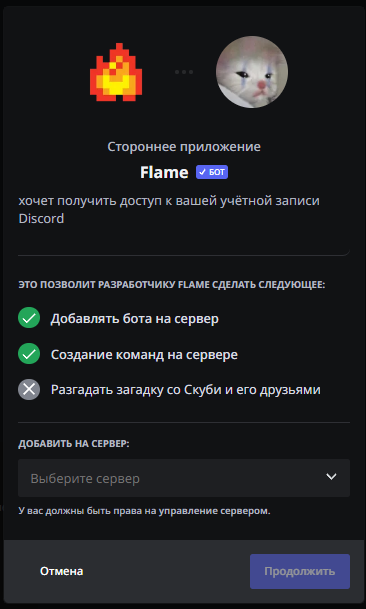 Стороннее приложение
Flame БОТ
хочет получить доступ к вашей учётной записи
Discord
ЭТО ПОЗВОЛИТ РАЗРАБОТЧИКУ FLAME СДЕЛАТЬ СЛЕДУЮЩЕЕ:
Добавлять бота на сервер
Создание команд на сервере
Разгадать загадку со Скуби и его друзьями
ДОБАВИТЬ НА СЕРВЕР:
Выберите сервер
У вас должны быть права на управление сервером.
Отмена
Продолжить